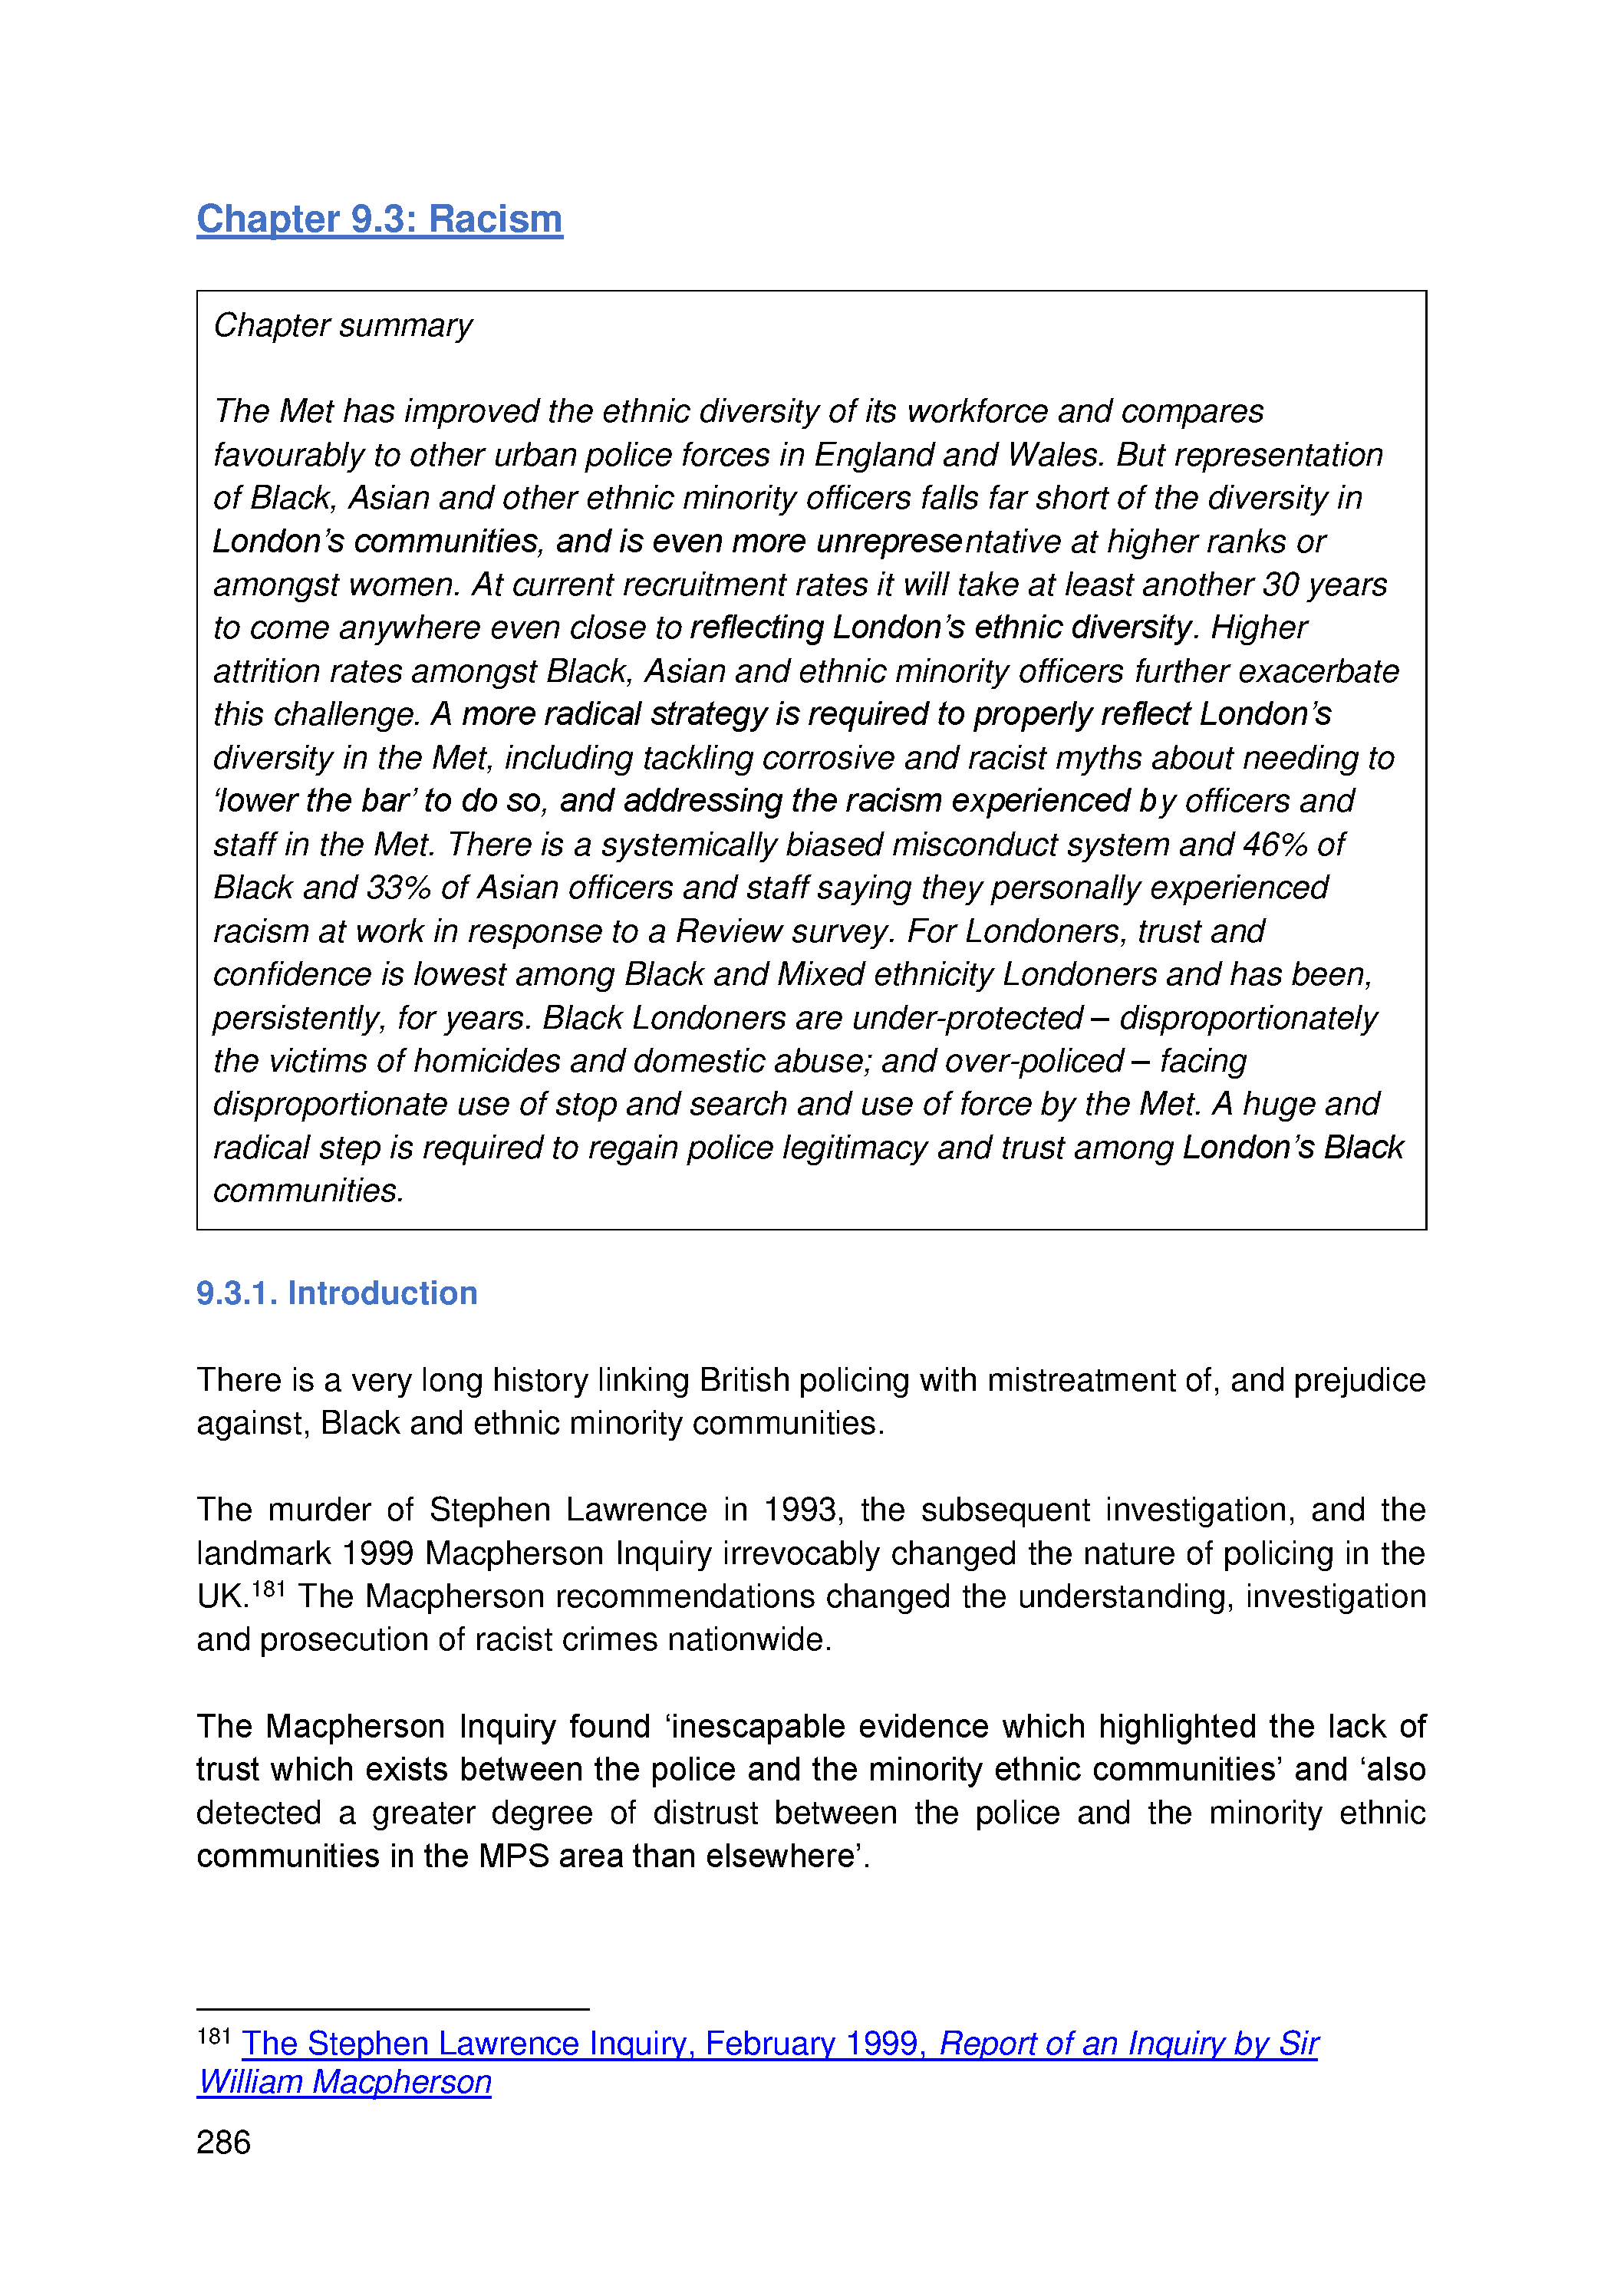 Chapter 9.3: Racism
Chapter summary
The Met has improved the ethnic diversity of its workforce and compares
favourably to other urban police forces in England and Wales. But representation
of Black, Asian and other ethnic minority officers falls far short of the diversity in
London’s communities, and is even more unrepresentative at higher ranks or
amongst women. At current recruitment rates it will take at least another 30 years
to come anywhere even close to reflecting London’s ethnic diversity. Higher
attrition rates amongst Black, Asian and ethnic minority officers further exacerbate
this challenge. A more radical strategy is required to properly reflect London’s
diversity in the Met, including tackling corrosive and racist myths about needing to
‘lower the bar’ to do so, and addressing the racism experienced by officers and
staff in the Met. There is a systemically biased misconduct system and 46% of
Black and 33% of Asian officers and staff saying they personally experienced
racism at work in response to a Review survey. For Londoners, trust and
confidence is lowest among Black and Mixed ethnicity Londoners and has been,
persistently, for years. Black Londoners are under-protected – disproportionately
the victims of homicides and domestic abuse; and over-policed – facing
disproportionate use of stop and search and use of force by the Met. A huge and
radical step is required to regain police legitimacy and trust among London’s Black
communities.
9.3.1. Introduction
There is a very long history linking British policing with mistreatment of, and prejudice
against, Black and ethnic minority communities.
The murder of Stephen Lawrence in 1993, the subsequent investigation, and the
landmark 1999 Macpherson Inquiry irrevocably changed the nature of policing in the
UK.181 The Macpherson recommendations changed the understanding, investigation
and prosecution of racist crimes nationwide.
The Macpherson Inquiry found ‘inescapable evidence which highlighted the lack of
trust which exists between the police and the minority ethnic communities’ and ‘also
detected a greater degree of distrust between the police and the minority ethnic
communities in the MPS area than elsewhere’.
181 The Stephen Lawrence Inquiry, February 1999, Report of an Inquiry by Sir
William Macpherson
286